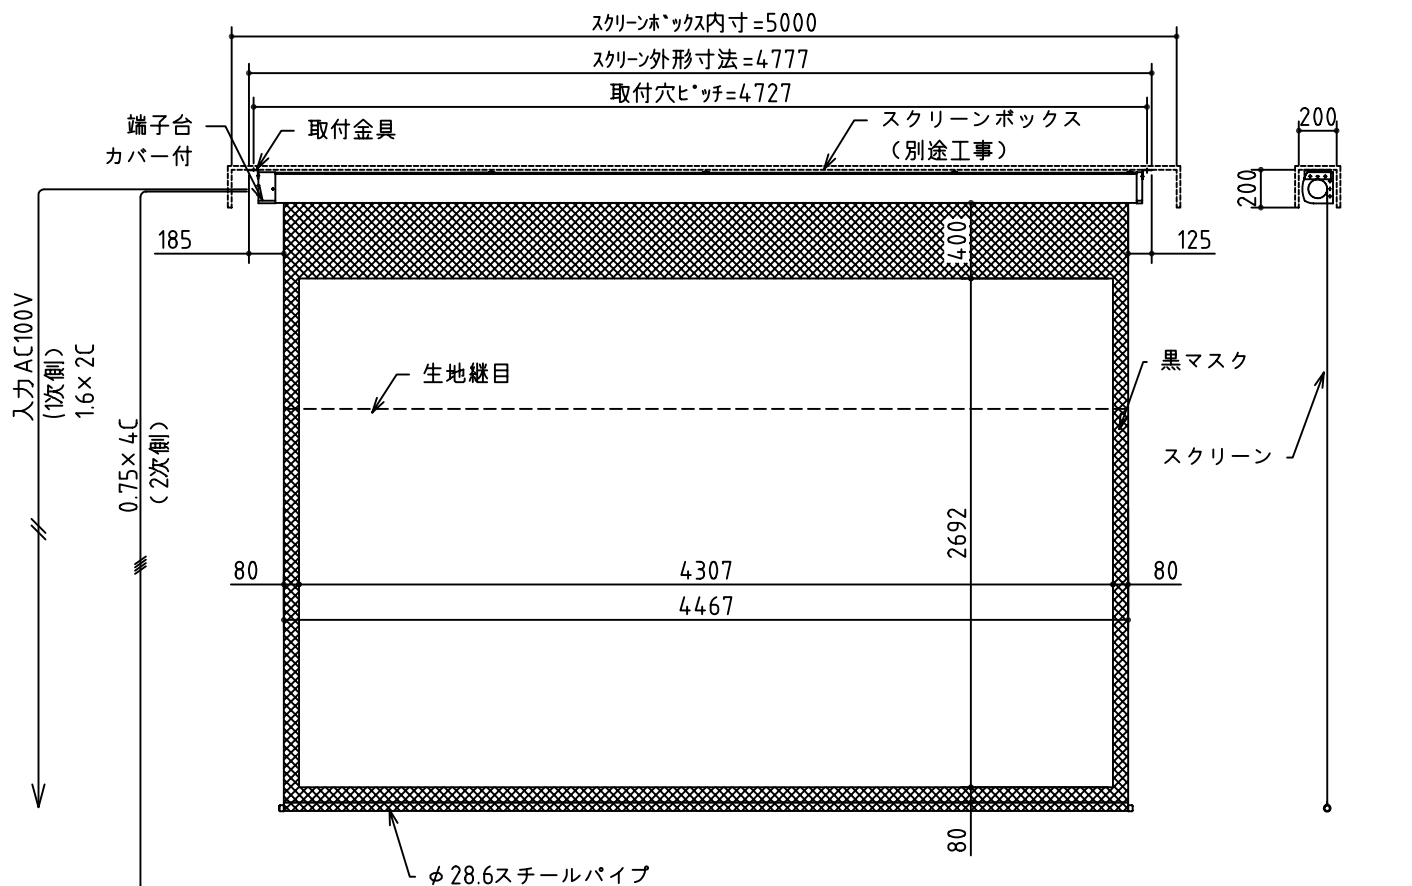 スクリーンボックス内寸=5000
スクリーン外形寸法=4777
取付穴ピッチ=4727
端子台
カバー付
取付金具
スクリーンボックス
(別途工事)
200
200
185
400
125
入力AC100V
(1次側)
1.6×2C
0.75×4C
(2次側)
生地継目
黒マスク
スクリーン
2692
80
4307
80
4467
80
φ28.6スチールパイプ